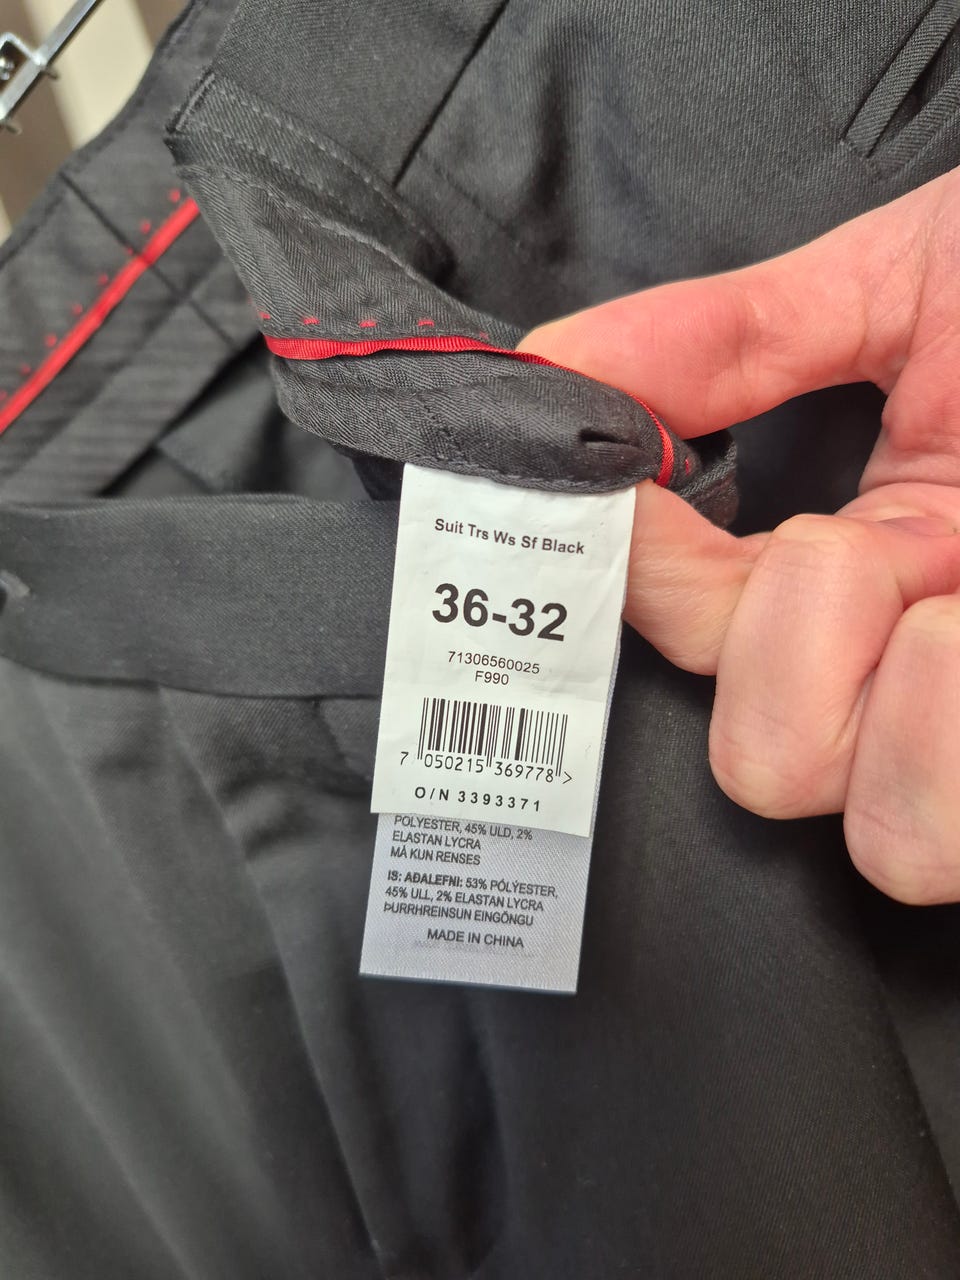 Suit Trs Ws Sf Black
36-32
71306560025
F990
7 050215 369778 >
O/N 3393371
POLYESTER, 45% ULD, 2%
ELASTAN LYCRA
MÅ KUN RENSES
IS: AÐALEFNI: 53% PÓLÝESTER,
45% ULL, 2% ELASTAN LYCRA
ÞURRHREINSUN EINGÖNGU
MADE IN CHINA